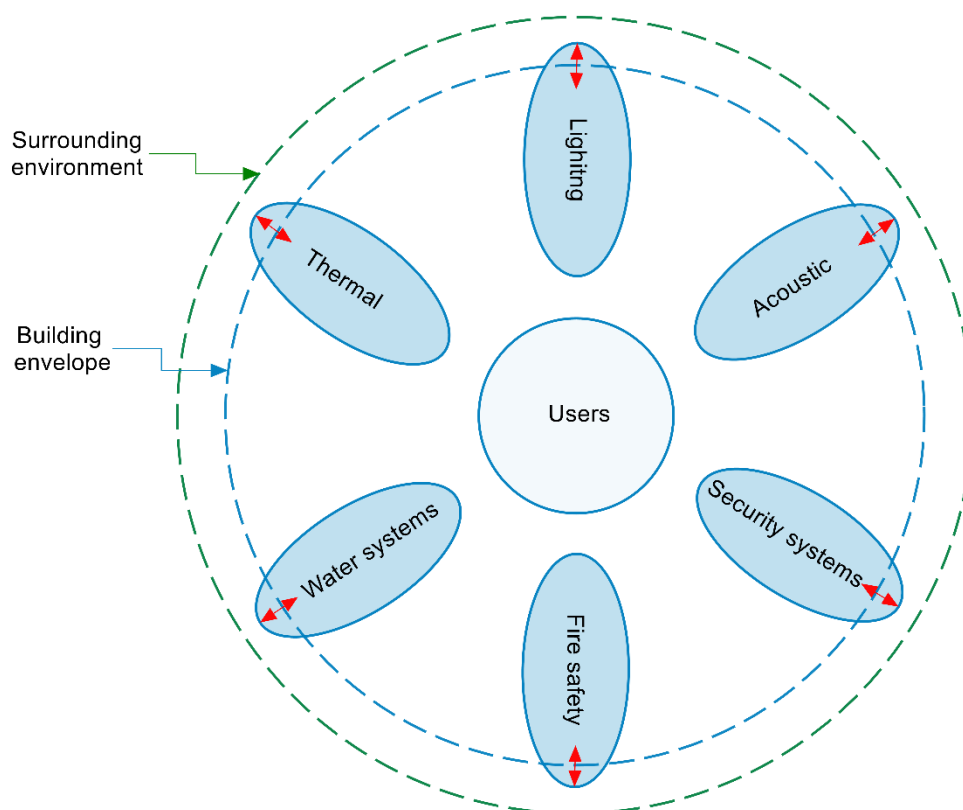 Lighitng
Surrounding
environment
Thermal
Acoustic
Building
envelope
Users
Security systems
Water systems
Fire safety